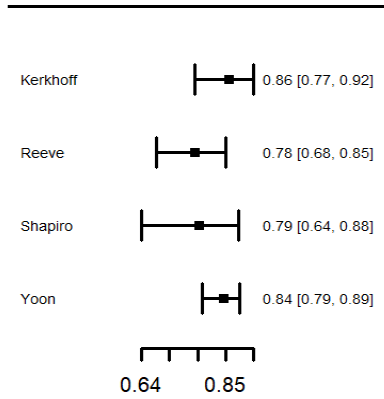 Kerkhoff 0.86 [0.77, 0.92]
Reeve 0.78 [0.68, 0.85]
Shapiro 0.79 [0.64, 0.88]
Yoon 0.84 [0.79, 0.89]
0.64 0.85